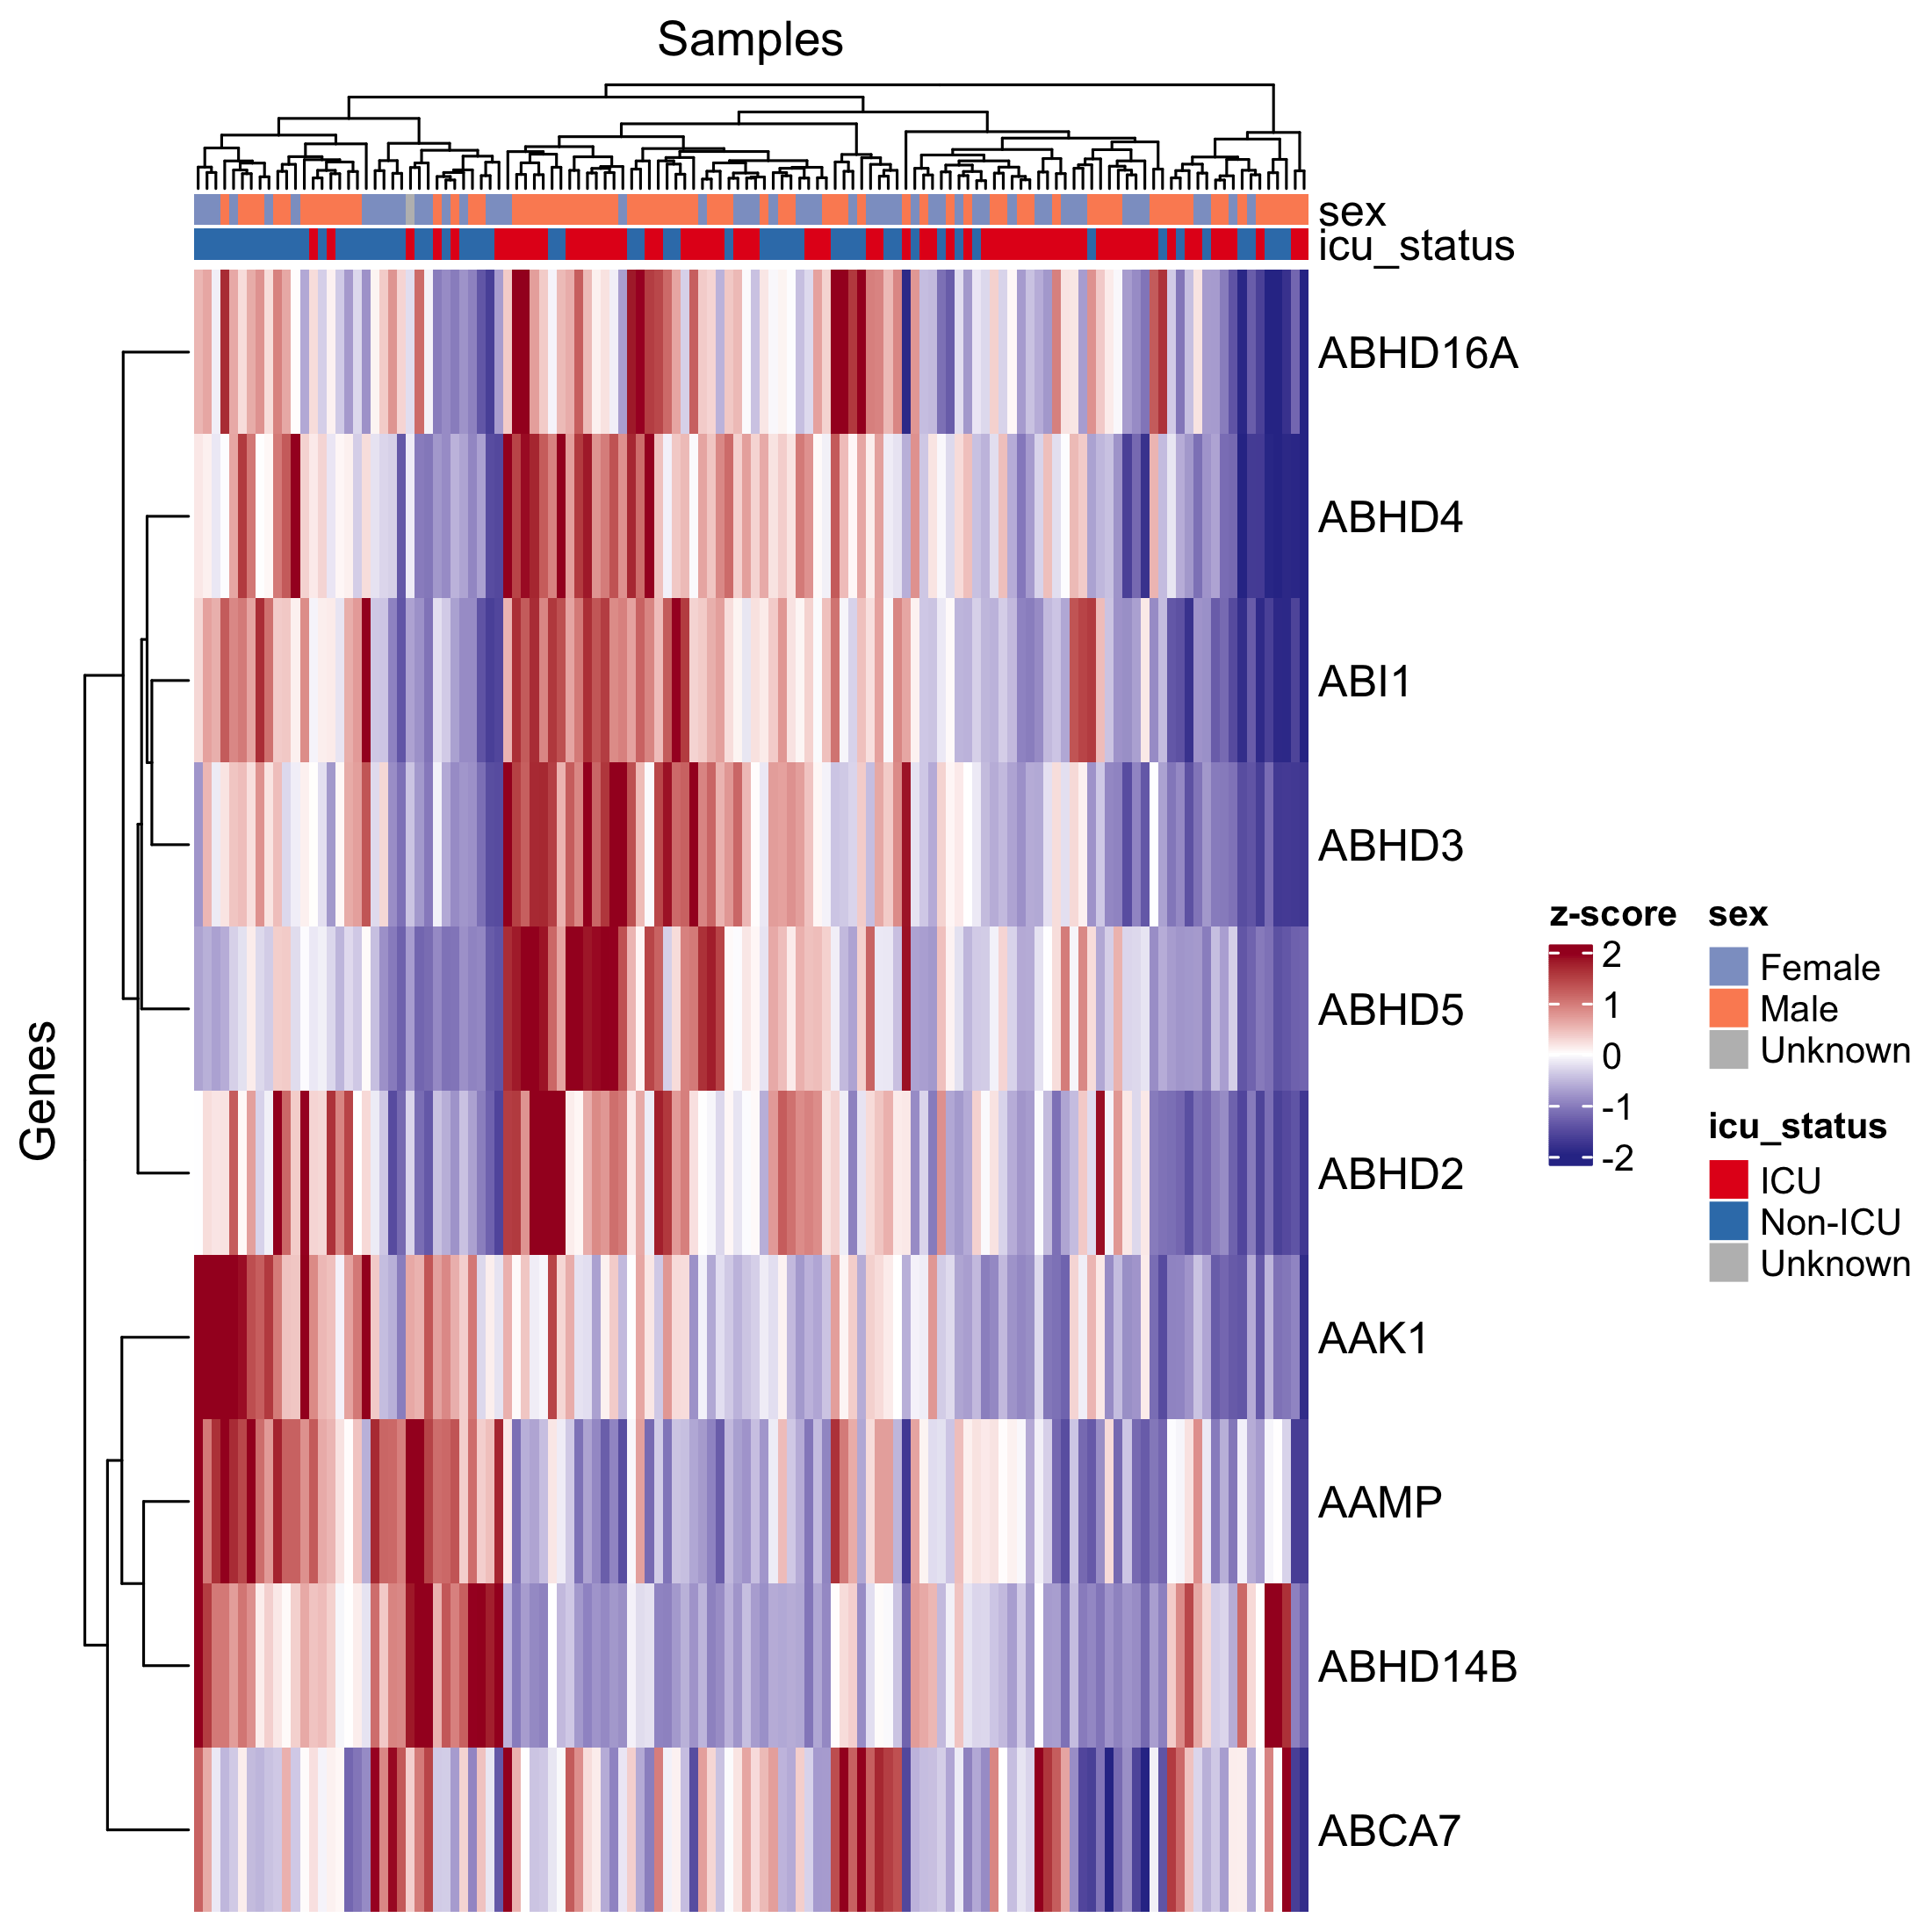 Samples
sex
icu_status
ABHD16A
ABHD4
ABI1
ABHD3
ABHD5
ABHD2
AAK1
AAMP
ABHD14B
ABCA7
Genes
z-score
2
1
0
-1
-2
sex
Female
Male
Unknown
icu_status
ICU
Non-ICU
Unknown